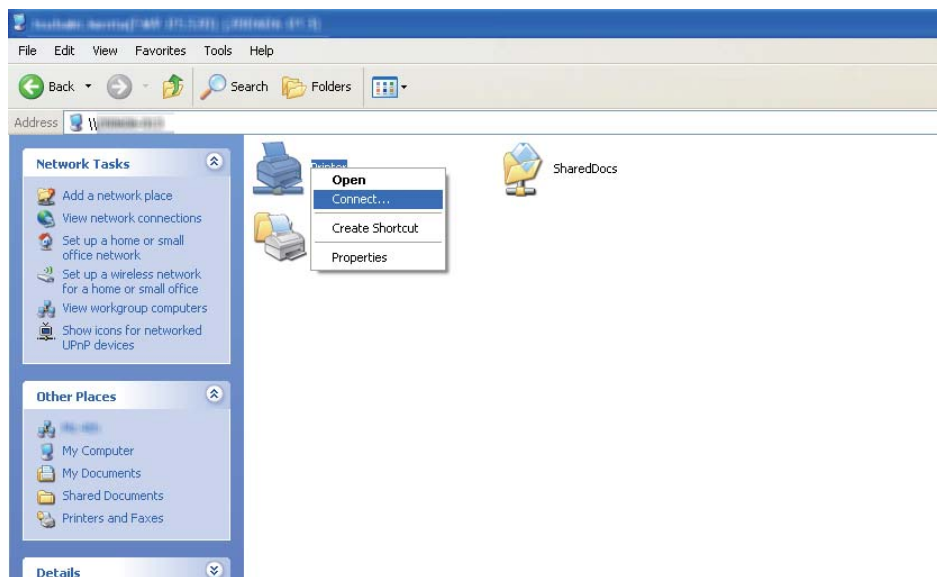 File Edit View Favorites Tools Help
Back Search Folders
Address \\
Network Tasks
Add a network place
View network connections
Set up a home or small
office network
Set up a wireless network
for a home or small office
View workgroup computers
Show icons for networked
UPnP devices
Other Places
My Computer
My Documents
Shared Documents
Printers and Faxes
Details
Printer
Open
Connect...
Create Shortcut
Properties
SharedDocs